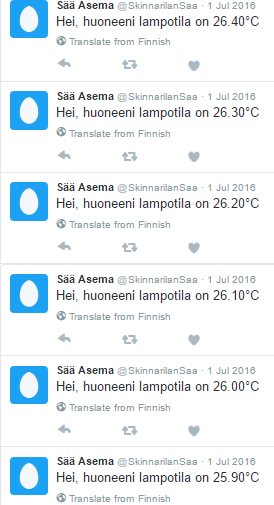 Sää Asema @SkinnarilanSaa · 1 Jul 2016
Hei, huoneeni lampotila on 26.40°C
Translate from Finnish
Sää Asema @SkinnarilanSaa · 1 Jul 2016
Hei, huoneeni lampotila on 26.30°C
Translate from Finnish
Sää Asema @SkinnarilanSaa · 1 Jul 2016
Hei, huoneeni lampotila on 26.20°C
Translate from Finnish
Sää Asema @SkinnarilanSaa · 1 Jul 2016
Hei, huoneeni lampotila on 26.10°C
Translate from Finnish
Sää Asema @SkinnarilanSaa · 1 Jul 2016
Hei, huoneeni lampotila on 26.00°C
Translate from Finnish
Sää Asema @SkinnarilanSaa · 1 Jul 2016
Hei, huoneeni lampotila on 25.90°C
Translate from Finnish